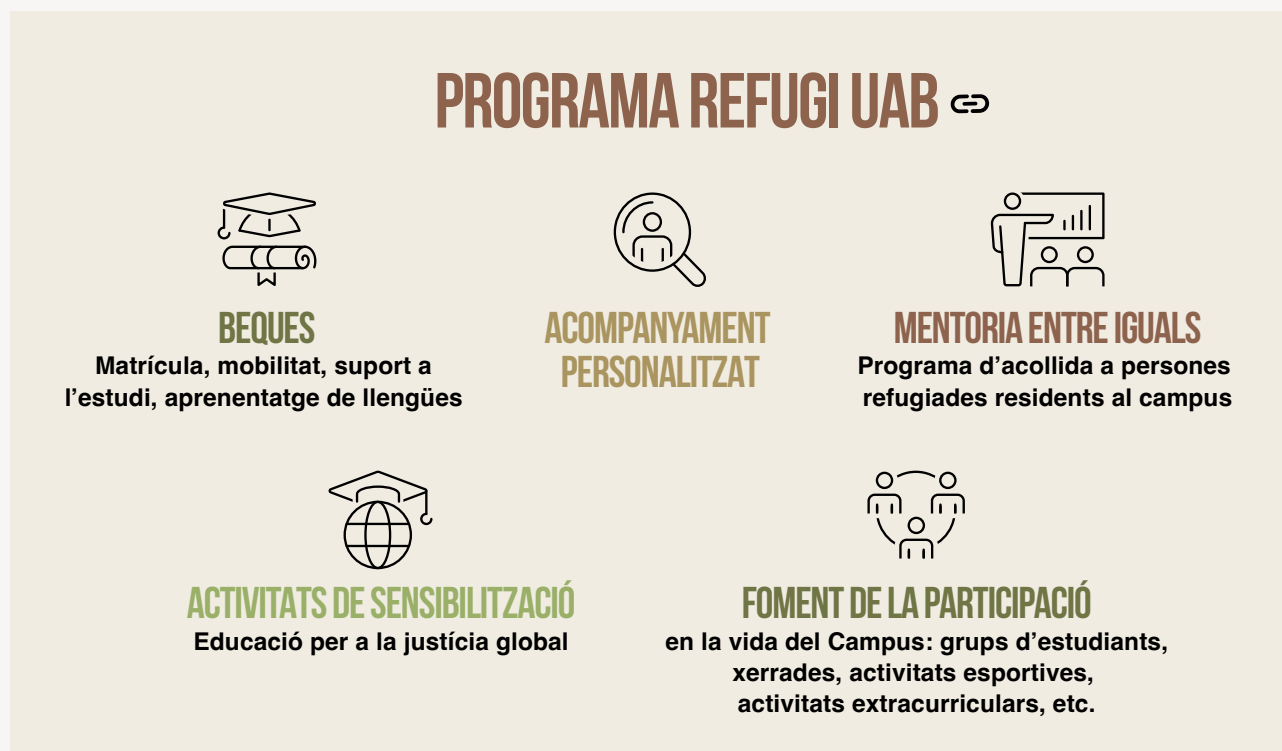 PROGRAMA REFUGI UAB
BEQUES
Matrícula, mobilitat, suport a
l’estudi, aprenentatge de llengües
ACOMPANYAMENT
PERSONALITZAT
MENTORIA ENTRE IGUALS
Programa d’acollida a persones
refugiades residents al campus
ACTIVITATS DE SENSIBILITZACIÓ
Educació per a la justícia global
FOMENT DE LA PARTICIPACIÓ
en la vida del Campus: grups d’estudiants,
xerrades, activitats esportives,
activitats extracurriculars, etc.